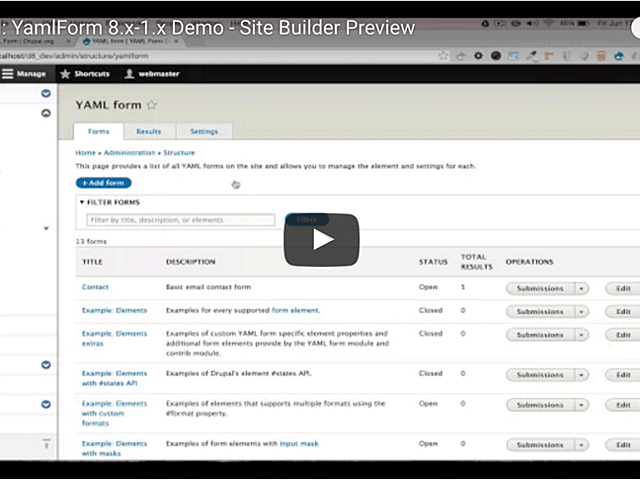 : YamlForm 8.x-1.x Demo - Site Builder Preview
Fri Jun
Form | Drupal.org
YAML form | YAML Form
localhost/d8_dev/admin/structure/yamlform
Manage Shortcuts webmaster
YAML form
Forms Results Settings
Home » Administration » Structure
This page provides a list of all YAML forms on the site and allows you to manage the element and settings for each.
+ Add form
▾ FILTER FORMS
Filter by title, description, or elements Filter
13 forms
TITLE DESCRIPTION STATUS TOTAL RESULTS OPERATIONS
Contact Basic email contact form Open 5 Submissions Edit
Example: Elements Examples for every supported form element. Closed 0 Submissions Edit
Example: Elements extras Examples of custom YAML form specific element properties and additional form elements provide by the YAML form module and contrib module. Closed 0 Submissions Edit
Example: Elements with #states API Examples of Drupal's element #states API. Closed 0 Submissions Edit
Example: Elements with custom formats Examples of elements that supports multiple formats using the #format property. Open 0 Submissions Edit
Example: Elements with masks Examples of form elements with input mask Open 0 Submissions Edit